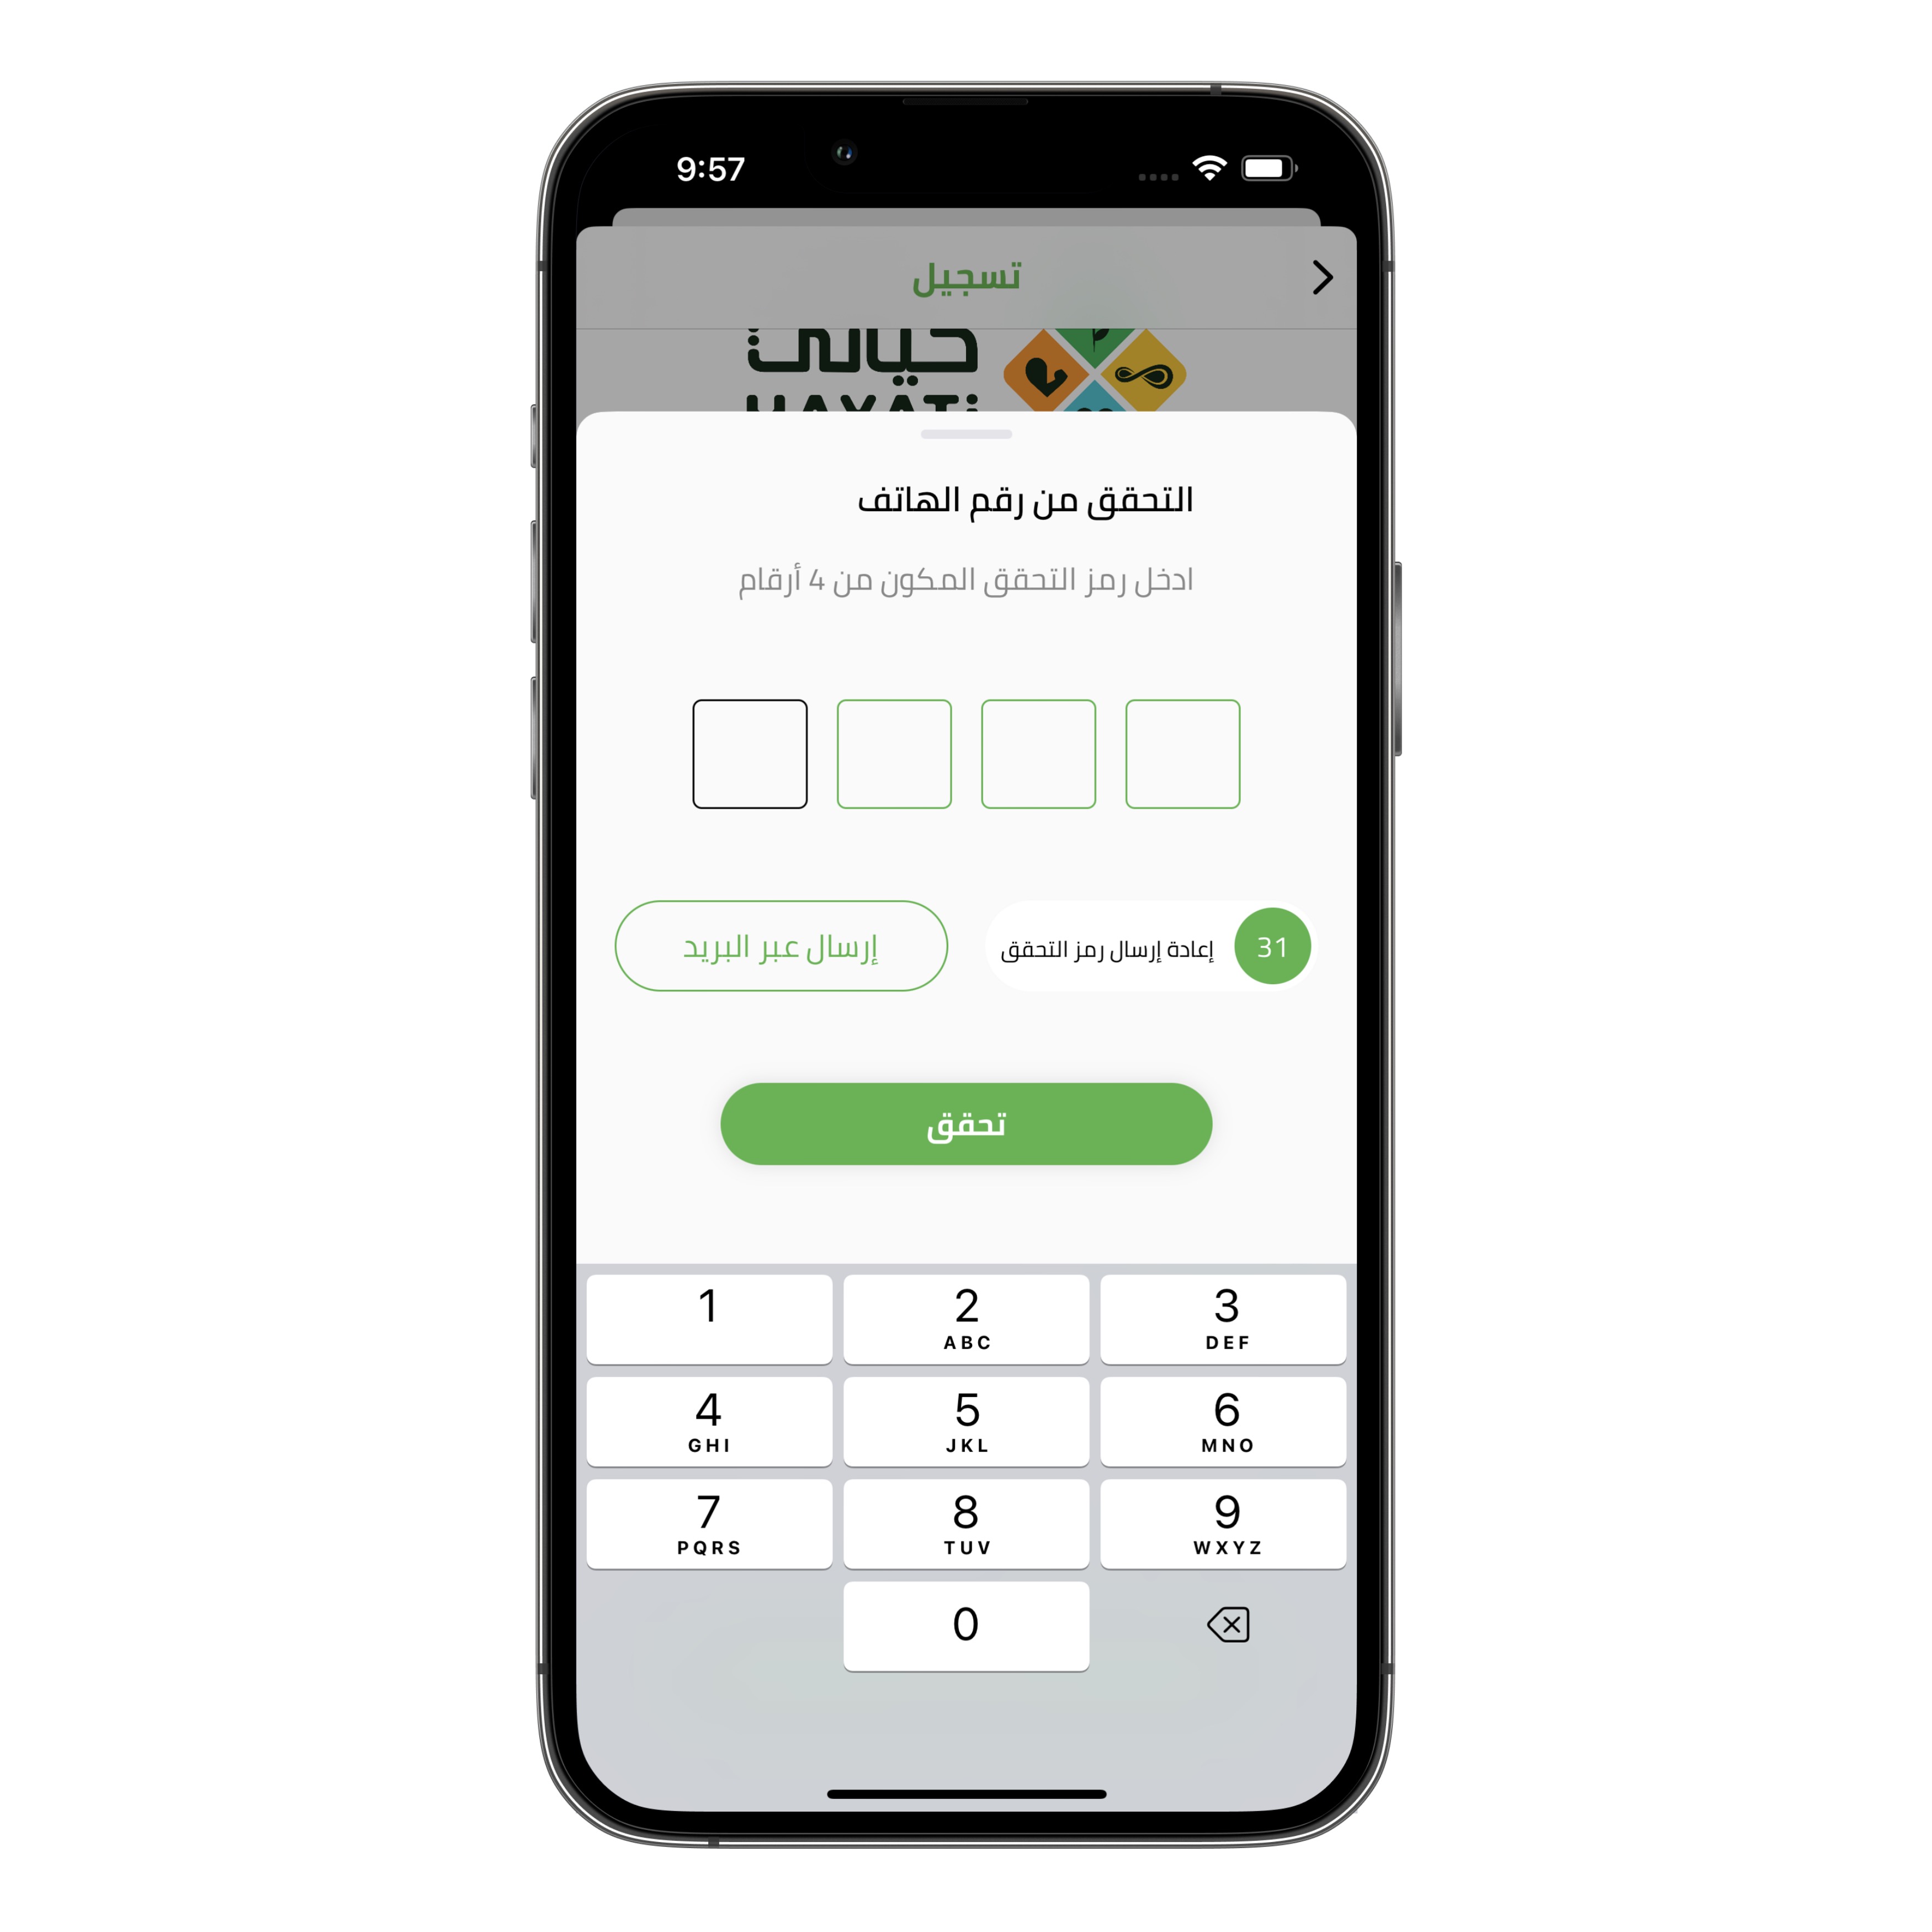 9:57
تسجيل
حياتي
HAYATi
التحقق من رقم الهاتف
ادخل رمز التحقق المكون من 4 أرقام
31 إعادة إرسال رمز التحقق
إرسال عبر البريد
تحقق
1
2
ABC
3
DEF
4
GHI
5
JKL
6
MNO
7
PQRS
8
TUV
9
WXYZ
0